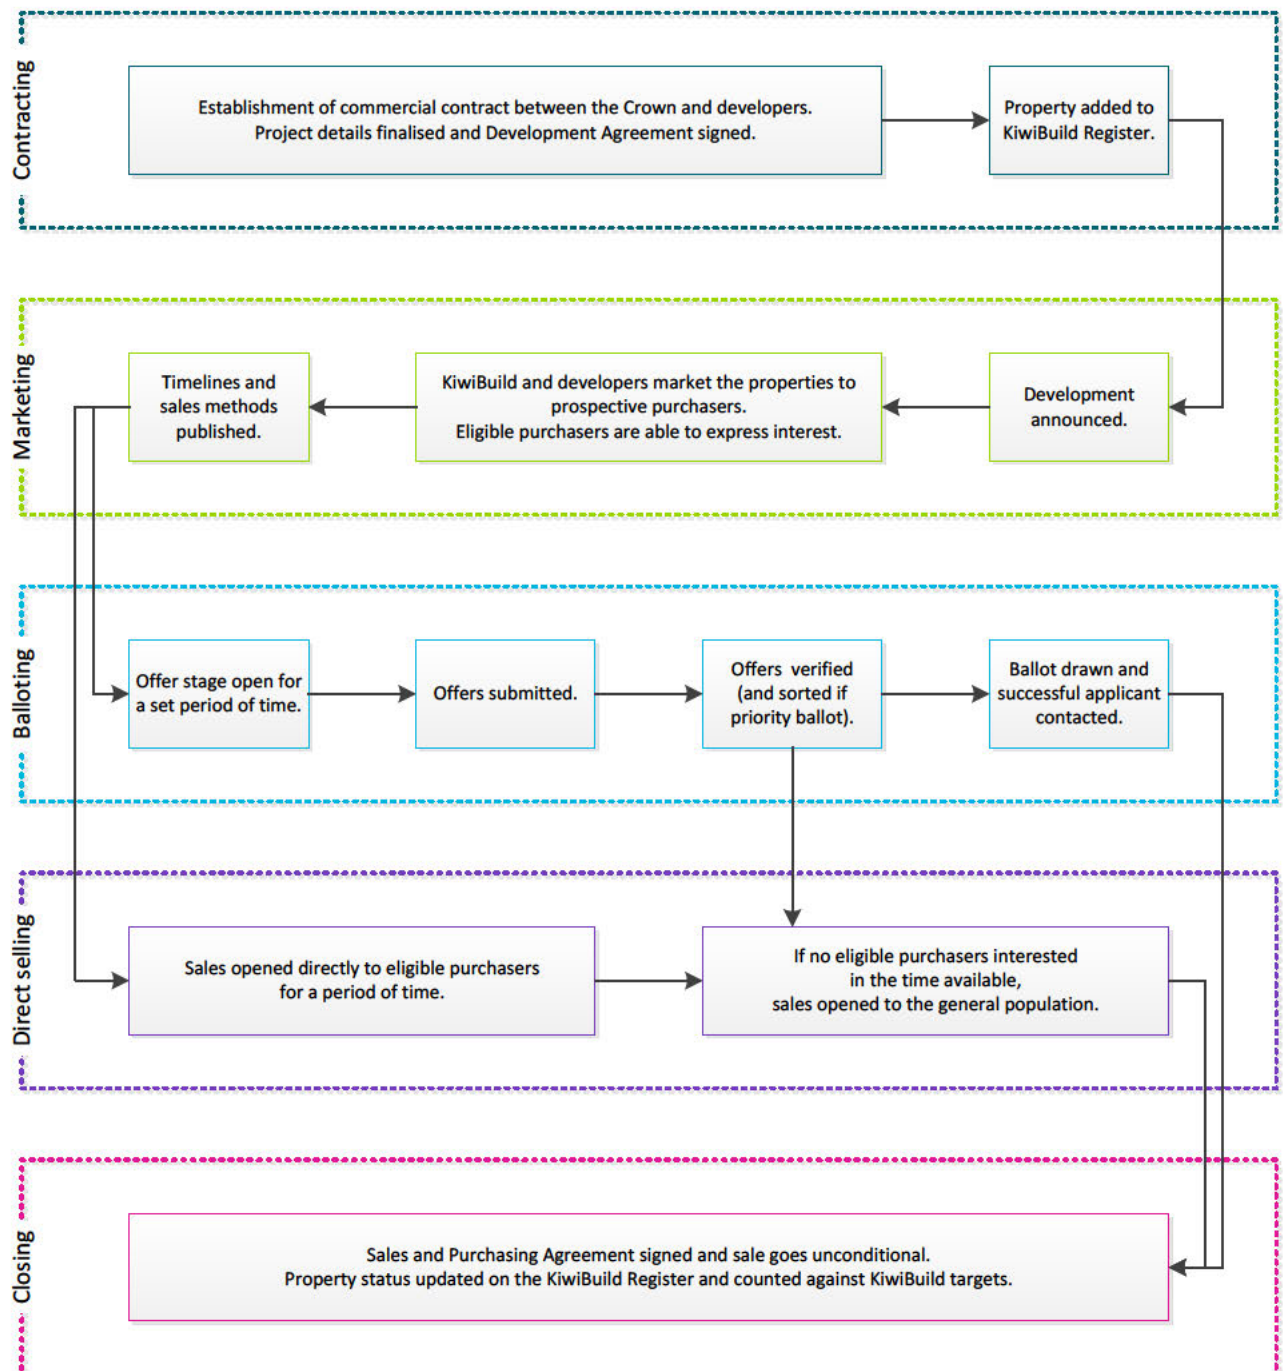 Contracting
Establishment of commercial contract between the Crown and developers.
Project details finalised and Development Agreement signed.
Property added to
KiwiBuild Register.
Marketing
Timelines and
sales methods
published.
KiwiBuild and developers market the properties to
prospective purchasers.
Eligible purchasers are able to express interest.
Development
announced.
Balloting
Offer stage open for
a set period of time.
Offers submitted.
Offers verified
(and sorted if
priority ballot).
Ballot drawn and
successful applicant
contacted.
Direct selling
Sales opened directly to eligible purchasers
for a period of time.
If no eligible purchasers interested
in the time available,
sales opened to the general population.
Closing
Sales and Purchasing Agreement signed and sale goes unconditional.
Property status updated on the KiwiBuild Register and counted against KiwiBuild targets.